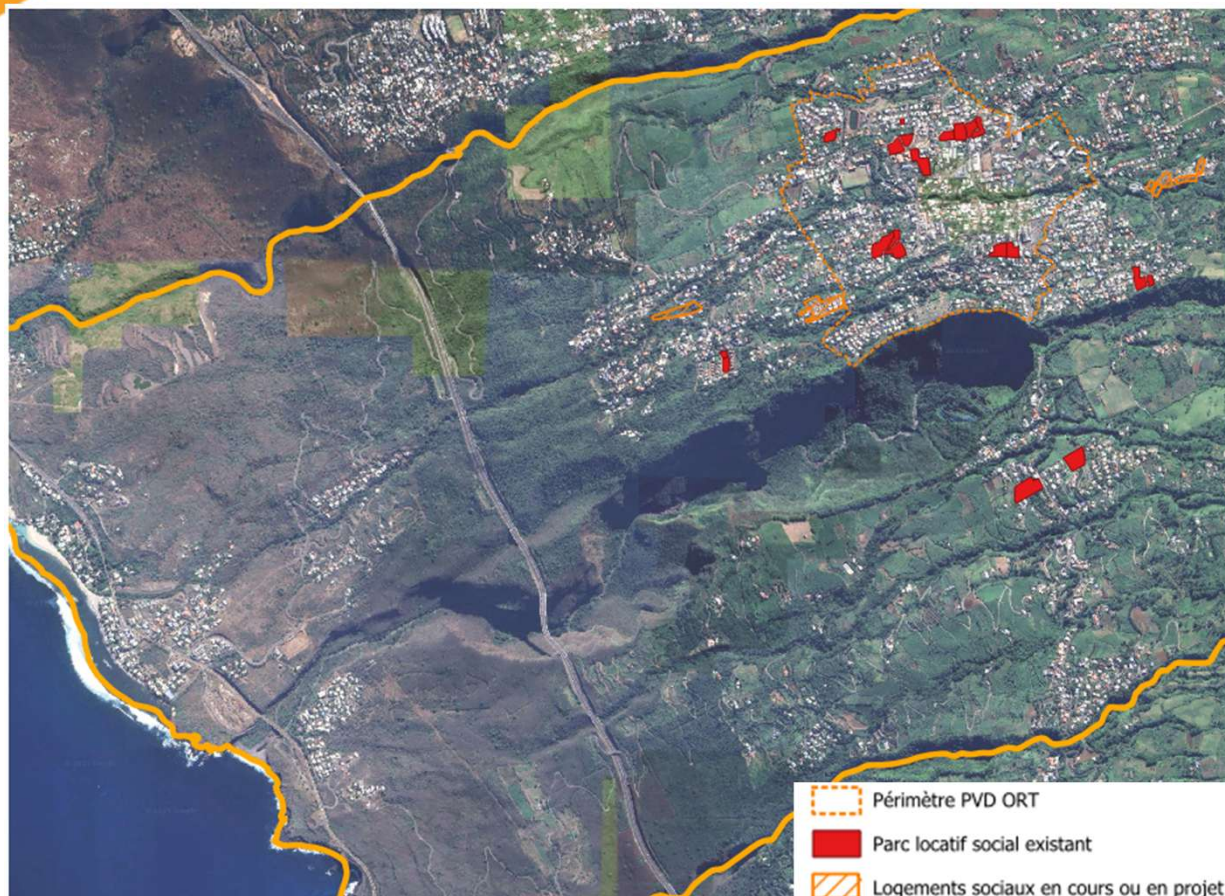 Périmètre PVD ORT
Parc locatif social existant
Logements sociaux en cours ou en projet